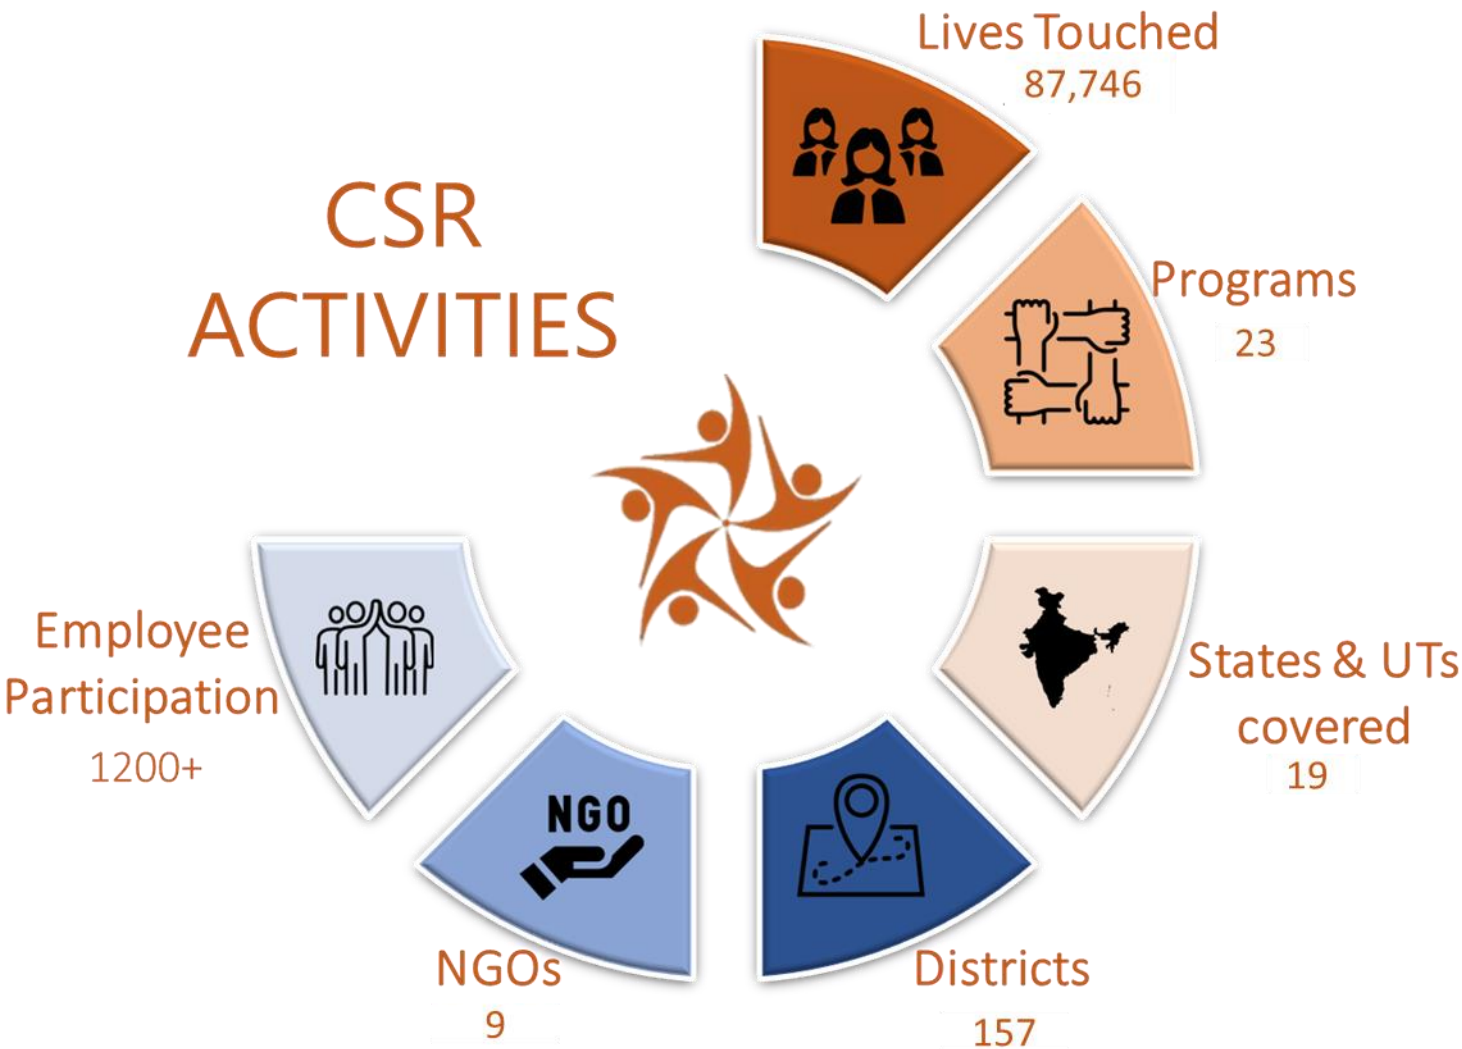 CSR
ACTIVITIES
Lives Touched
87,746
Programs
23
States & UTs
covered
19
Districts
157
NGO
NGOs
9
Employee
Participation
1200+